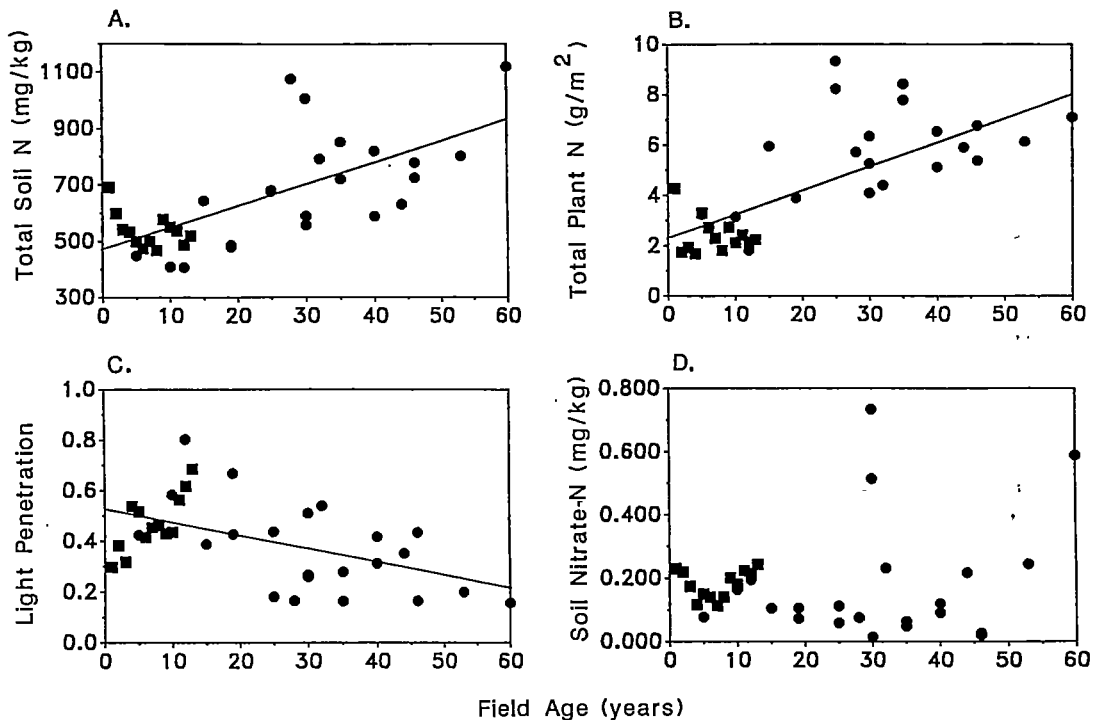 A.
Total Soil N (mg/kg)
1100
900
700
500
300
0 10 20 30 40 50 60
B.
Total Plant N (g/m²)
10
8
6
4
2
0
0 10 20 30 40 50 60
C.
Light Penetration
1.0
0.8
0.6
0.4
0.2
0.0
0 10 20 30 40 50 60
D.
Soil Nitrate-N (mg/kg)
0.800
0.600
0.400
0.200
0.000
0 10 20 30 40 50 60
Field Age (years)